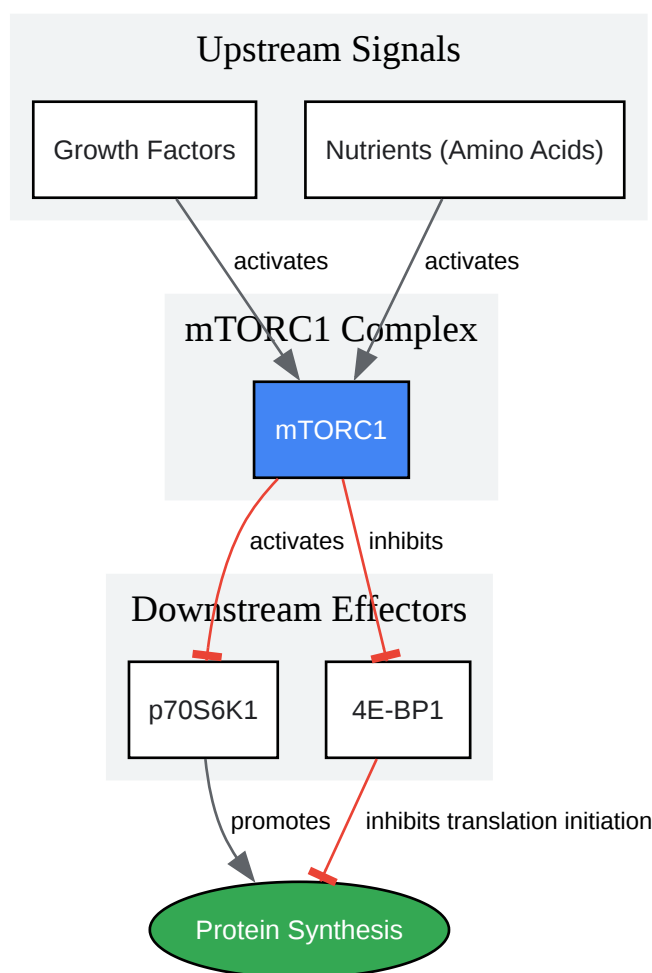 Upstream Signals
Growth Factors
Nutrients (Amino Acids)
activates
activates
mTORC1 Complex
mTORC1
activates
inhibits
Downstream Effectors
p70S6K1
4E-BP1
promotes
inhibits translation initiation
Protein Synthesis